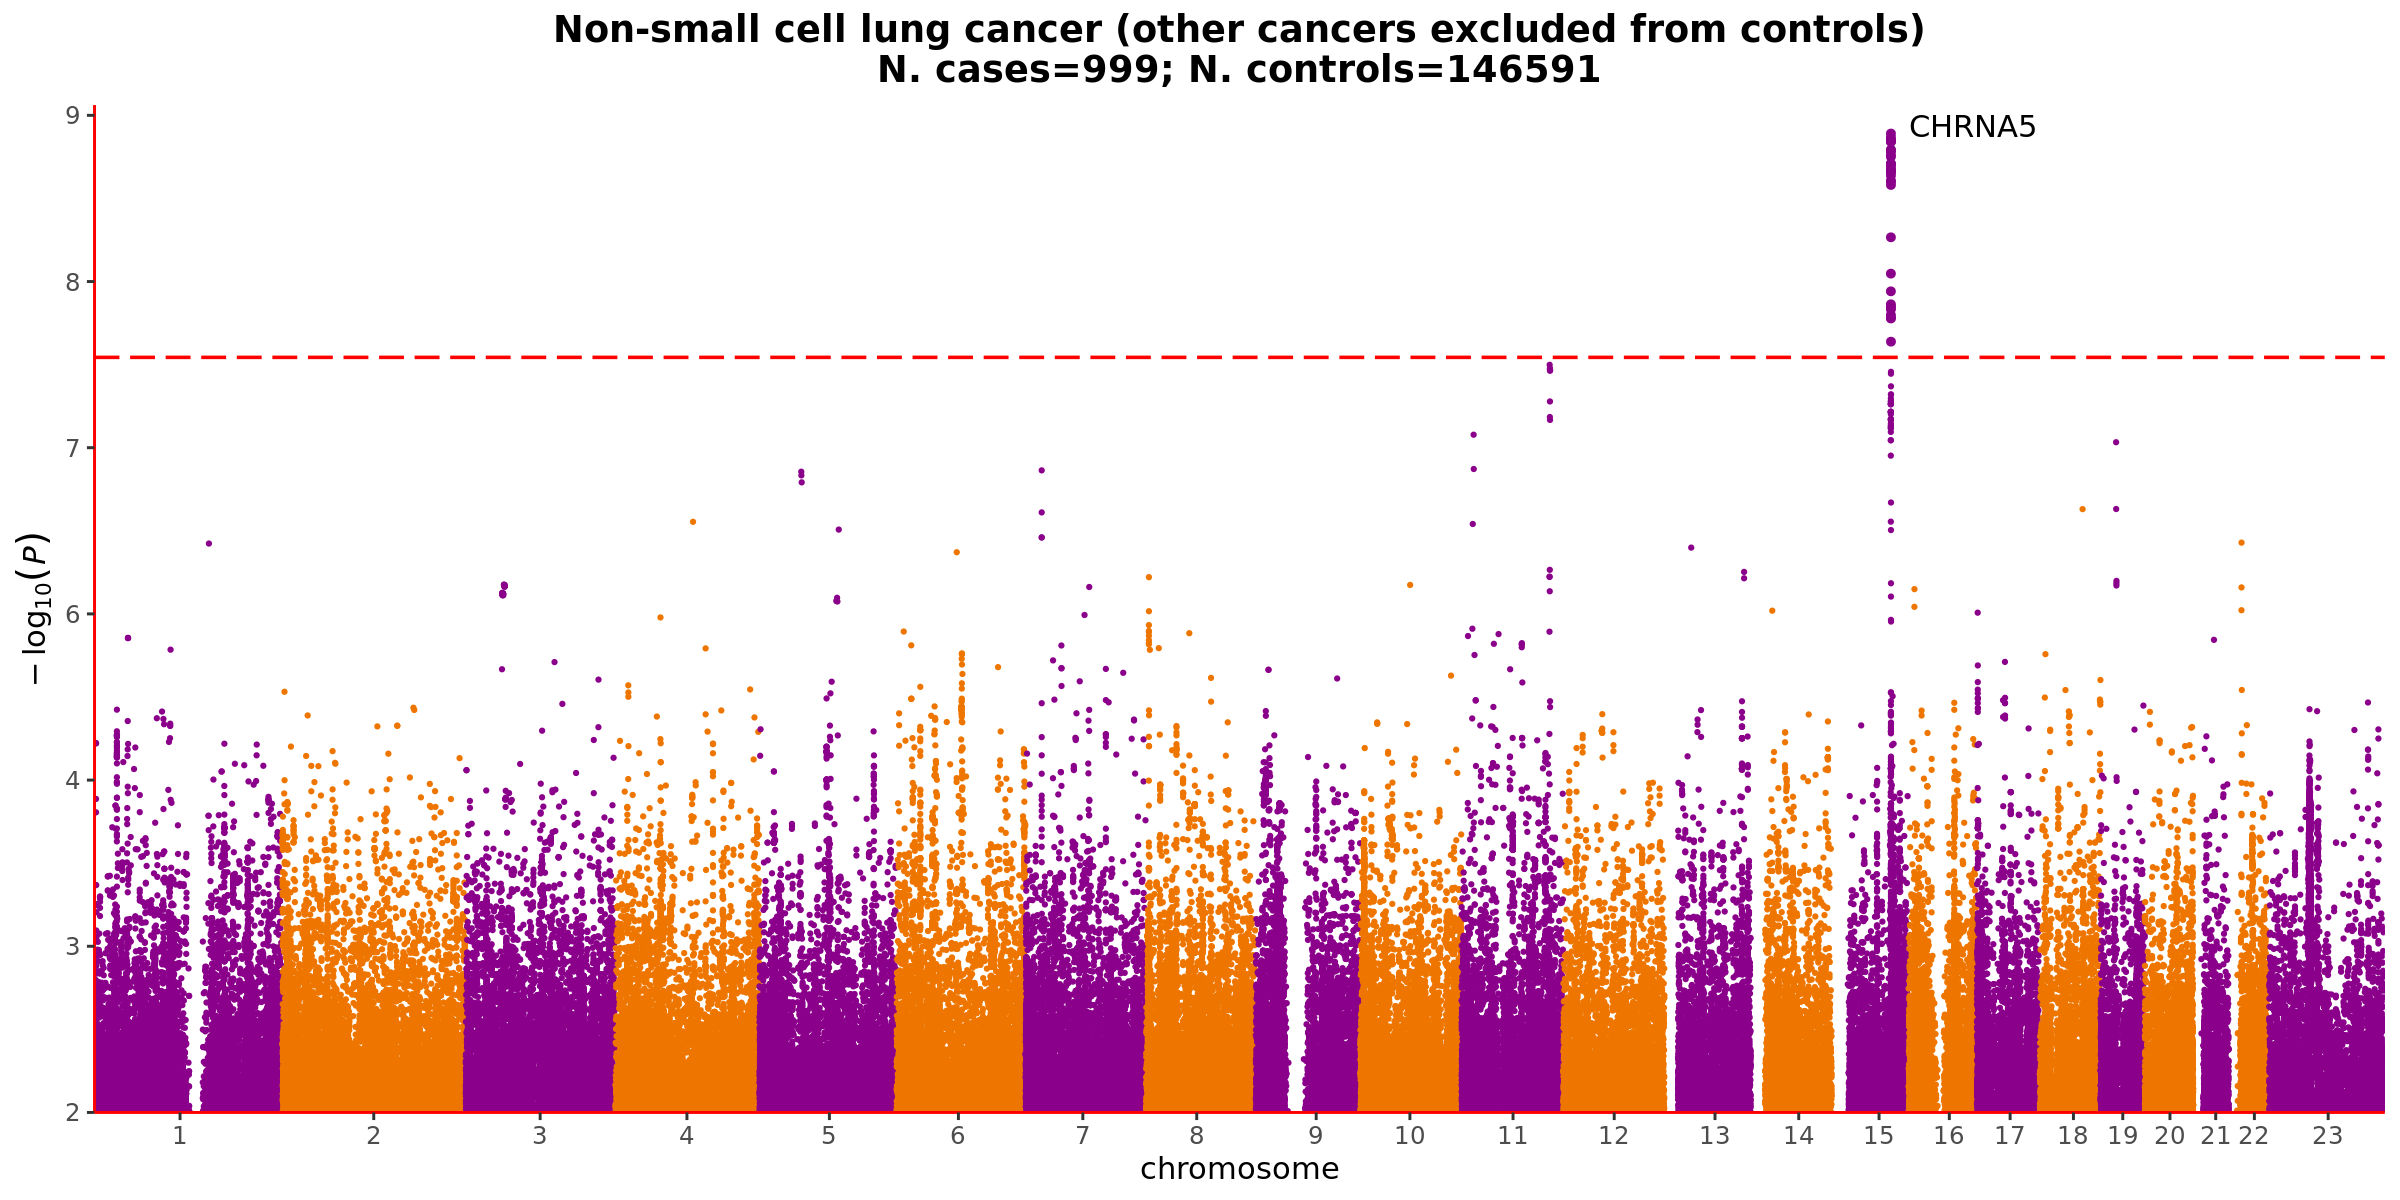 Non-small cell lung cancer (other cancers excluded from controls)
N. cases=999; N. controls=146591
CHRNA5
9
8
7
6
5
4
3
2
−log10(P)
1 2 3 4 5 6 7 8 9 10 11 12 13 14 15 16 17 18 19 20 21 22 23
chromosome